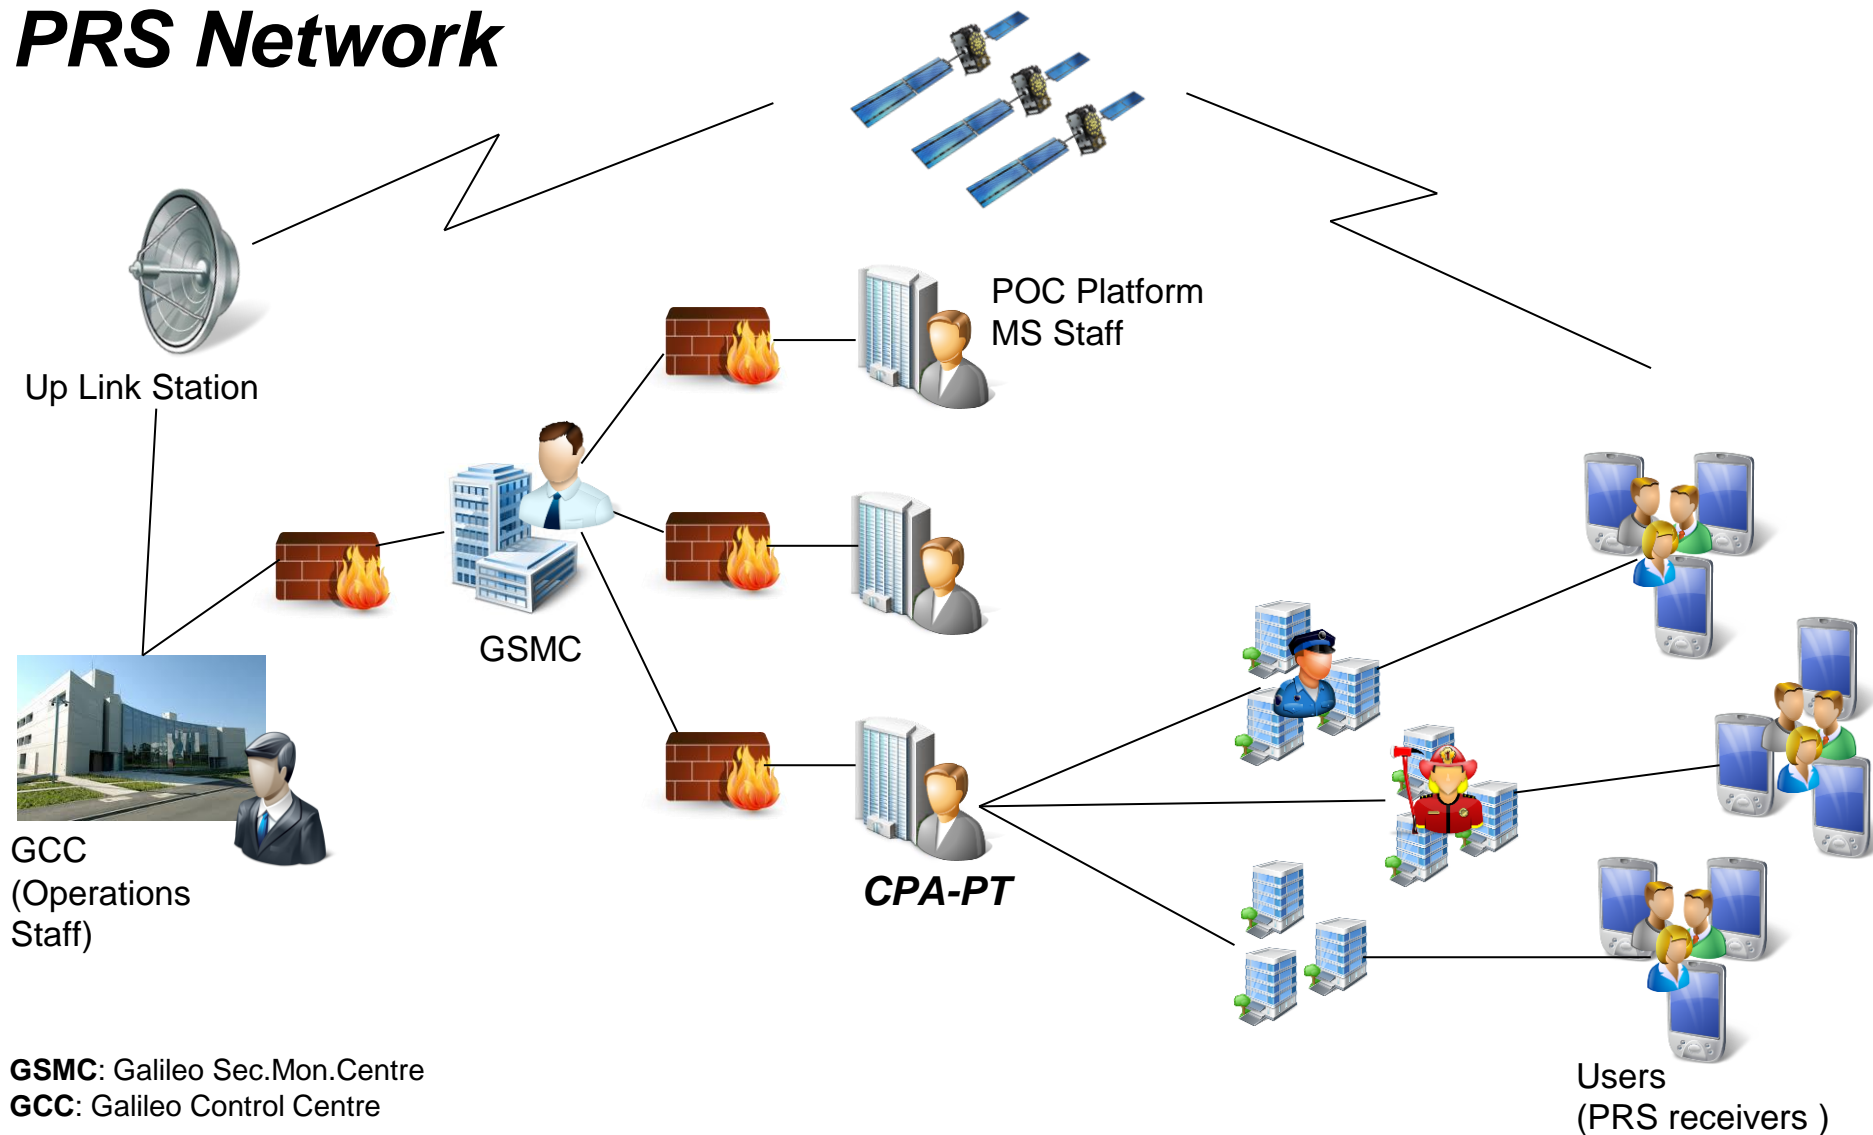 PRS Network
POC Platform
MS Staff
Up Link Station
GSMC
GCC
(Operations
Staff)
CPA-PT
GSMC: Galileo Sec.Mon.Centre
GCC: Galileo Control Centre
Users
(PRS receivers )